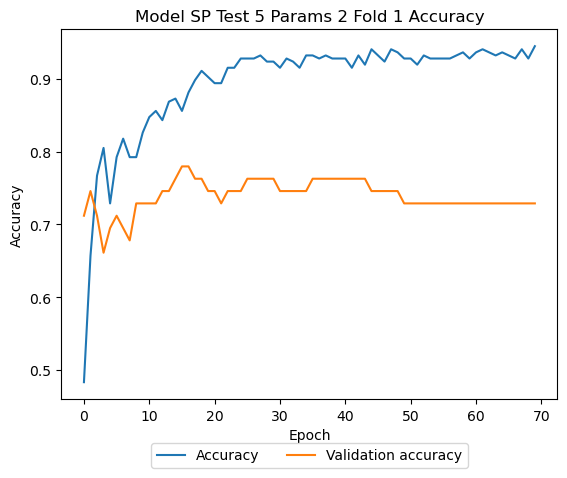 Model SP Test 5 Params 2 Fold 1 Accuracy
Accuracy
0.9
0.8
0.7
0.6
0.5
0 10 20 30 40 50 60 70
Epoch
Accuracy Validation accuracy